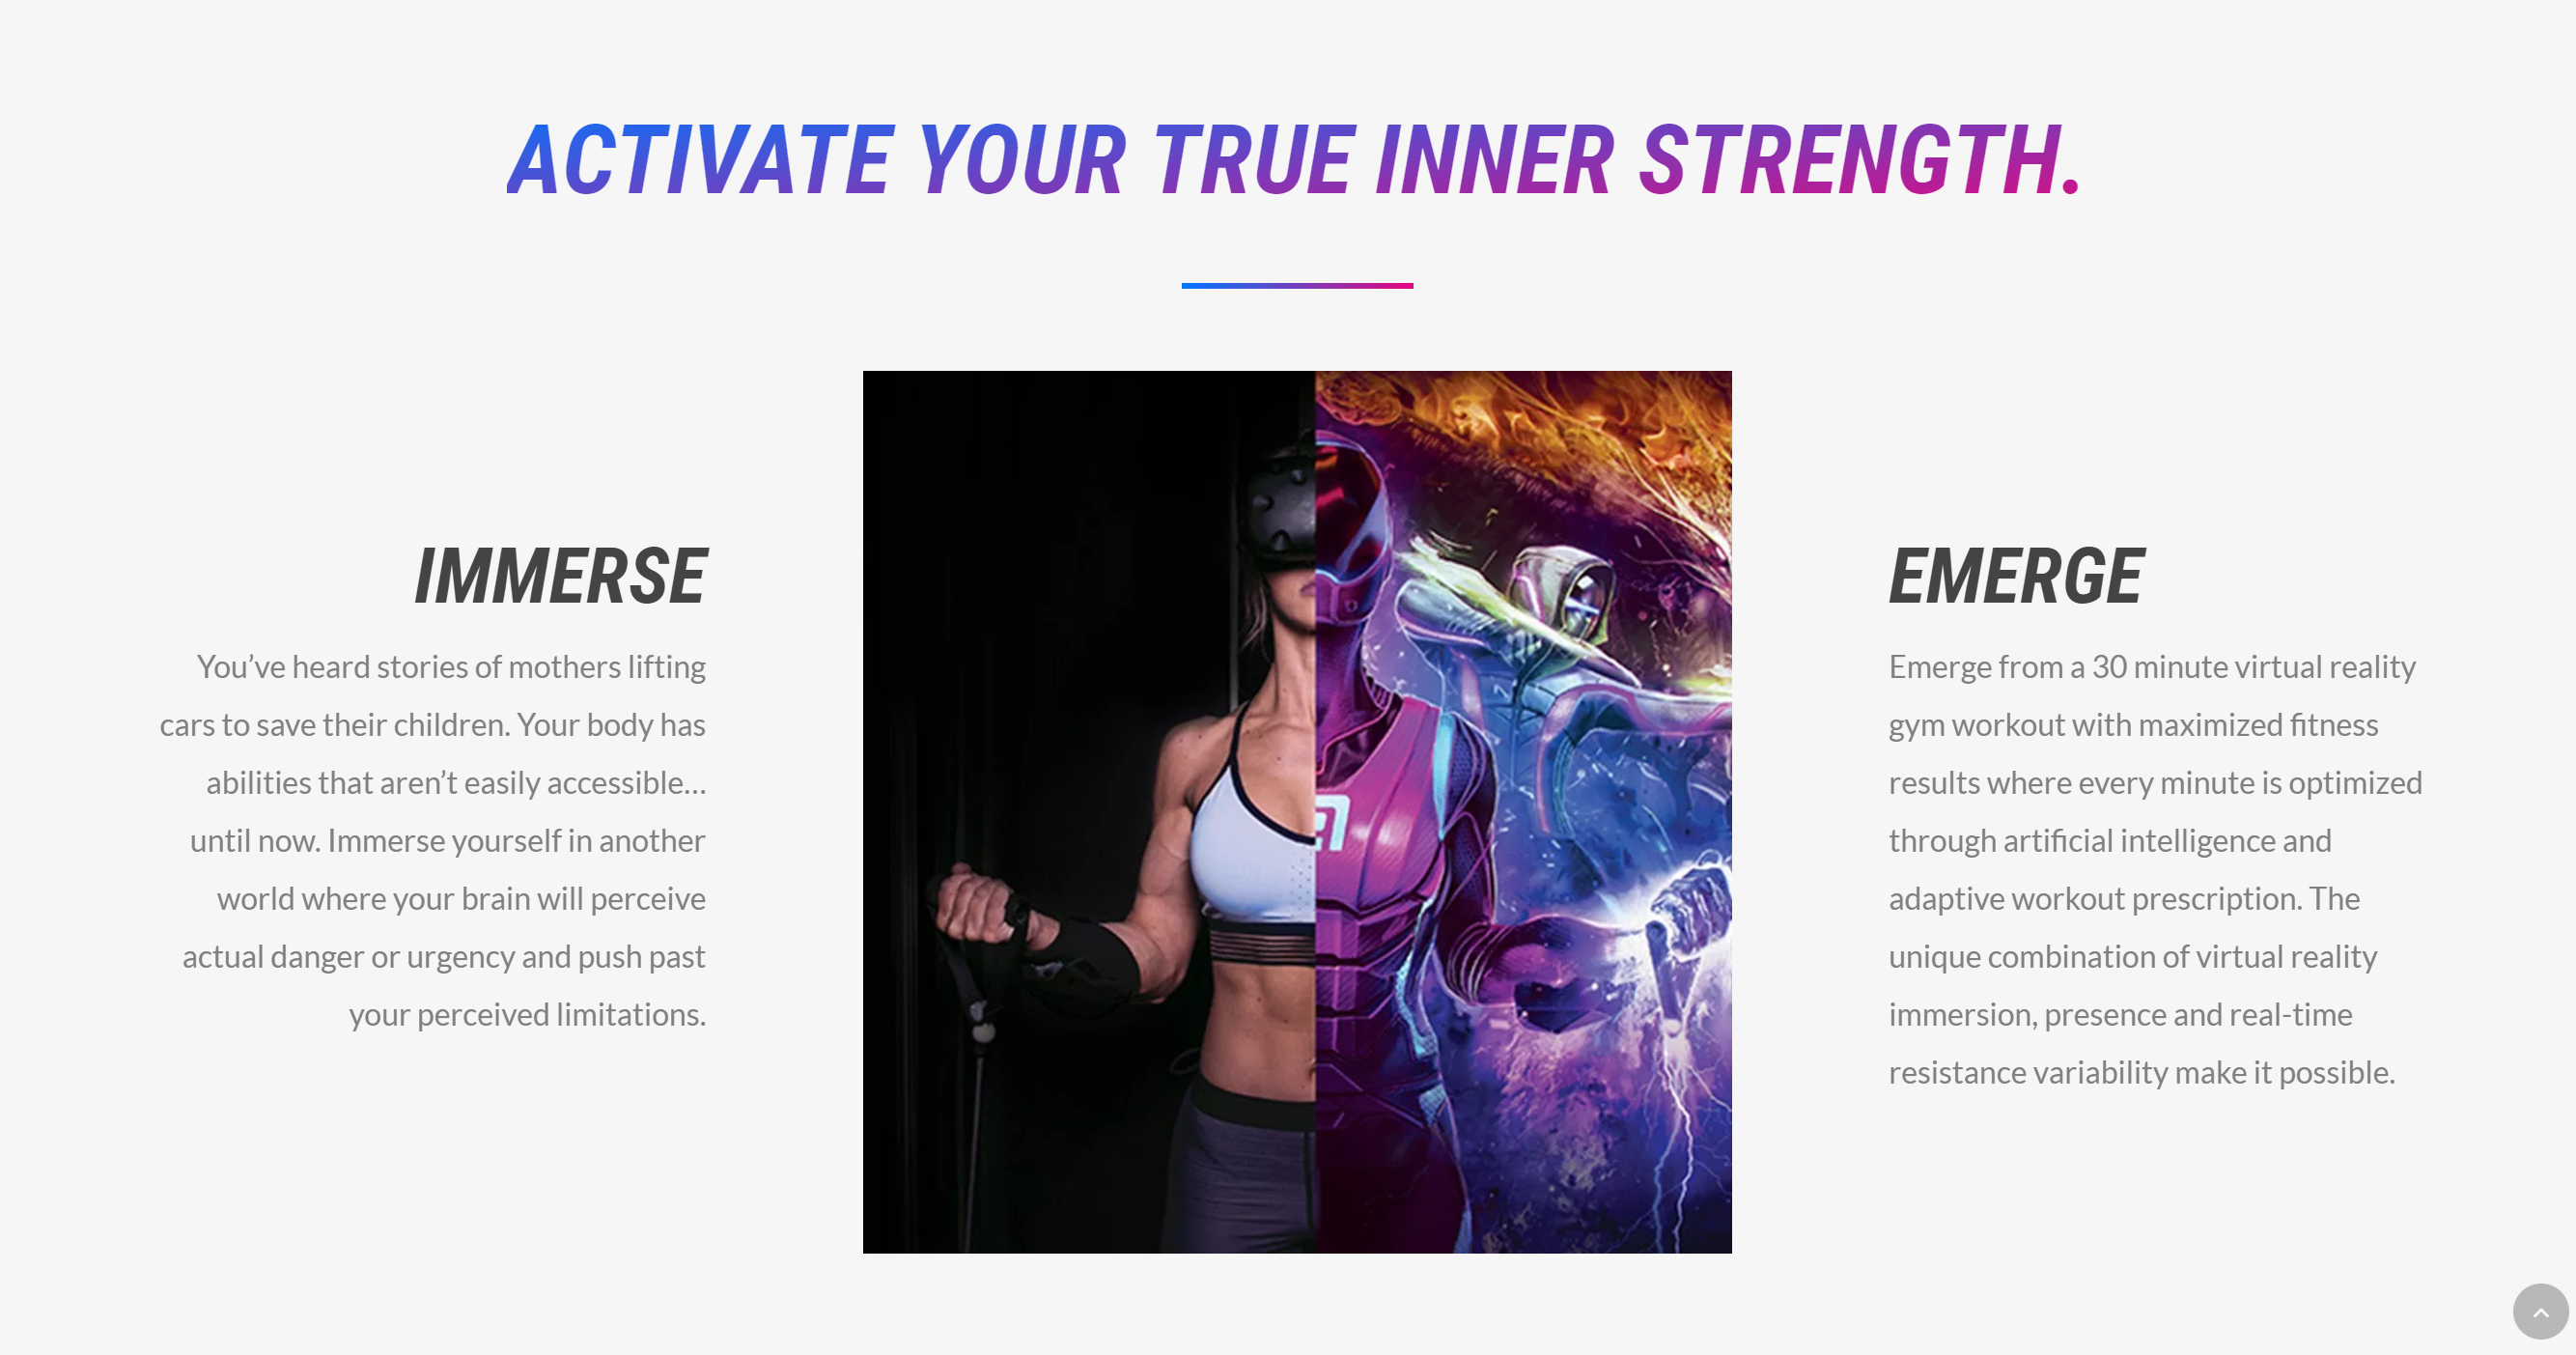 ACTIVATE YOUR TRUE INNER STRENGTH.
IMMERSE
You’ve heard stories of mothers lifting
cars to save their children. Your body has
abilities that aren’t easily accessible…
until now. Immerse yourself in another
world where your brain will perceive
actual danger or urgency and push past
your perceived limitations.
EMERGE
Emerge from a 30 minute virtual reality
gym workout with maximized fitness
results where every minute is optimized
through artificial intelligence and
adaptive workout prescription. The
unique combination of virtual reality
immersion, presence and real-time
resistance variability make it possible.